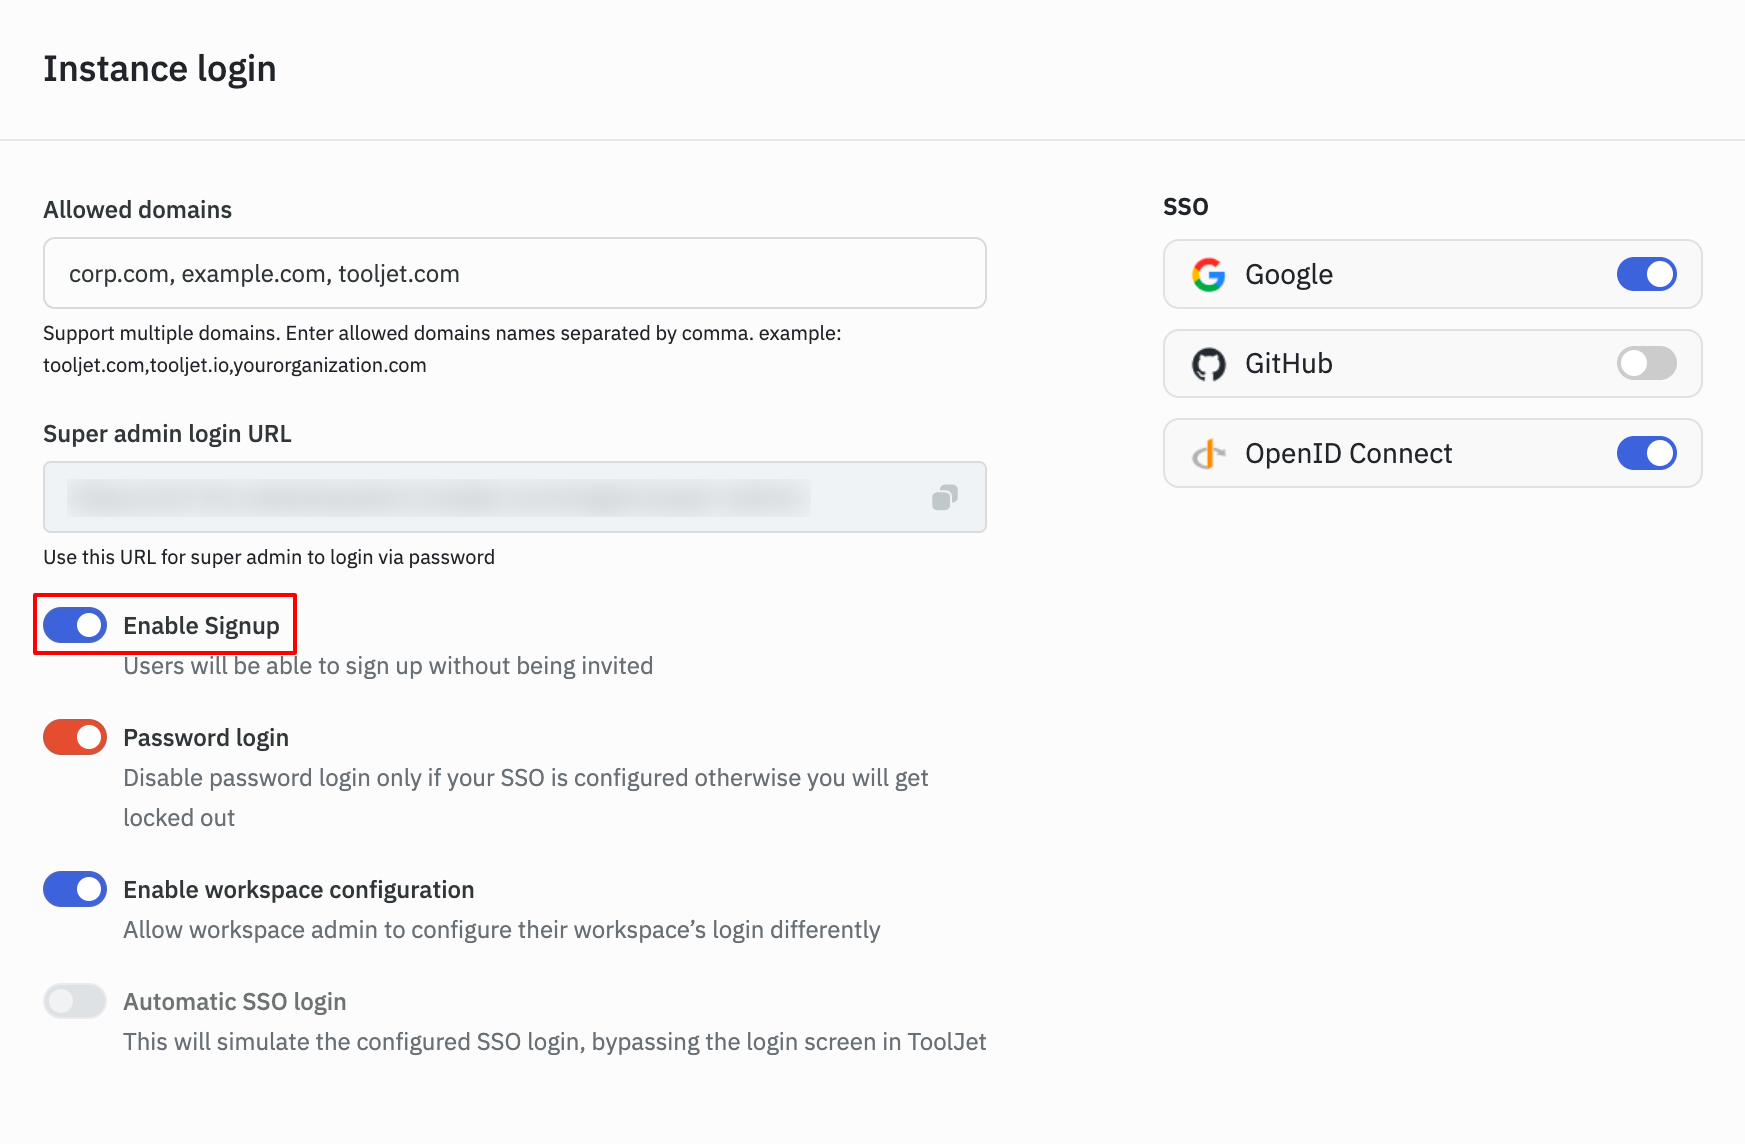 Instance login
Allowed domains
corp.com, example.com, tooljet.com
Support multiple domains. Enter allowed domains names separated by comma. example:
tooljet.com,tooljet.io,yourorganization.com
Super admin login URL
Use this URL for super admin to login via password
Enable Signup
Users will be able to sign up without being invited
Password login
Disable password login only if your SSO is configured otherwise you will get
locked out
Enable workspace configuration
Allow workspace admin to configure their workspace’s login differently
Automatic SSO login
This will simulate the configured SSO login, bypassing the login screen in ToolJet
SSO
Google
GitHub
OpenID Connect